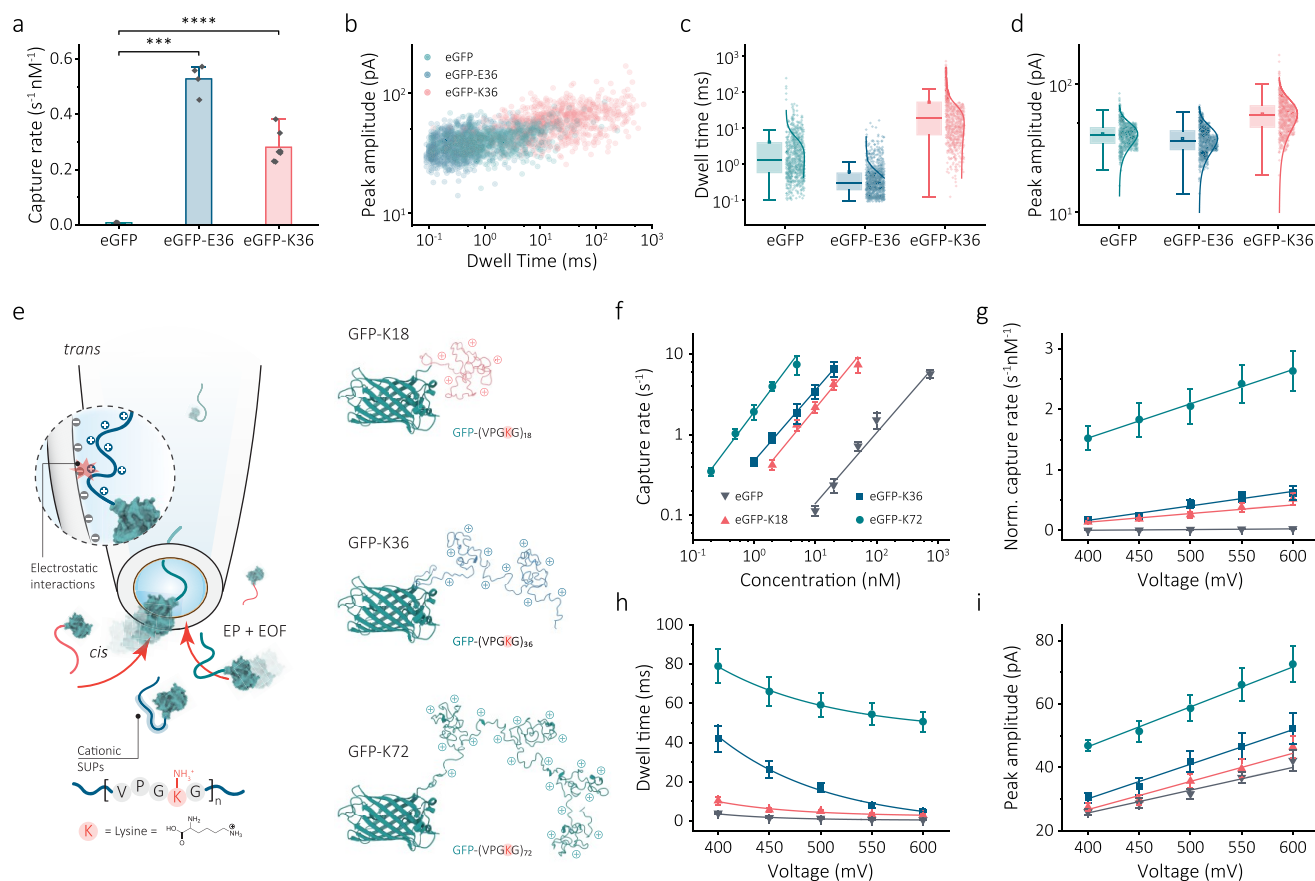 a
****
***
Capture rate (s⁻¹ nM⁻¹)
0.6
0.4
0.2
0.0
eGFP
eGFP-E36
eGFP-K36
b
eGFP
eGFP-E36
eGFP-K36
Peak amplitude (pA)
10²
10¹
10⁻¹
10⁰
10¹
10²
10³
Dwell Time (ms)
c
Dwell time (ms)
10³
10²
10¹
10⁰
10⁻¹
eGFP
eGFP-E36
eGFP-K36
d
Peak amplitude (pA)
10²
10¹
eGFP
eGFP-E36
eGFP-K36
e
trans
Electrostatic
interactions
cis
EP + EOF
Cationic
SUPs
NH₃⁺
[ V P G K G ]n
K = Lysine =
NH₂
HO
O
NH₃
⊕
GFP-K18
GFP-(VPGKG)₁₈
GFP-K36
GFP-(VPGKG)₃₆
GFP-K72
GFP-(VPGKG)₇₂
f
Capture rate (s⁻¹)
10
1
0.1
eGFP
eGFP-K18
eGFP-K36
eGFP-K72
10⁻¹
10⁰
10¹
10²
10³
Concentration (nM)
g
Norm. capture rate (s⁻¹nM⁻¹)
3
2
1
0
400
450
500
550
600
Voltage (mV)
h
Dwell time (ms)
100
80
60
40
20
0
400
450
500
550
600
Voltage (mV)
i
Peak amplitude (pA)
80
60
40
20
400
450
500
550
600
Voltage (mV)